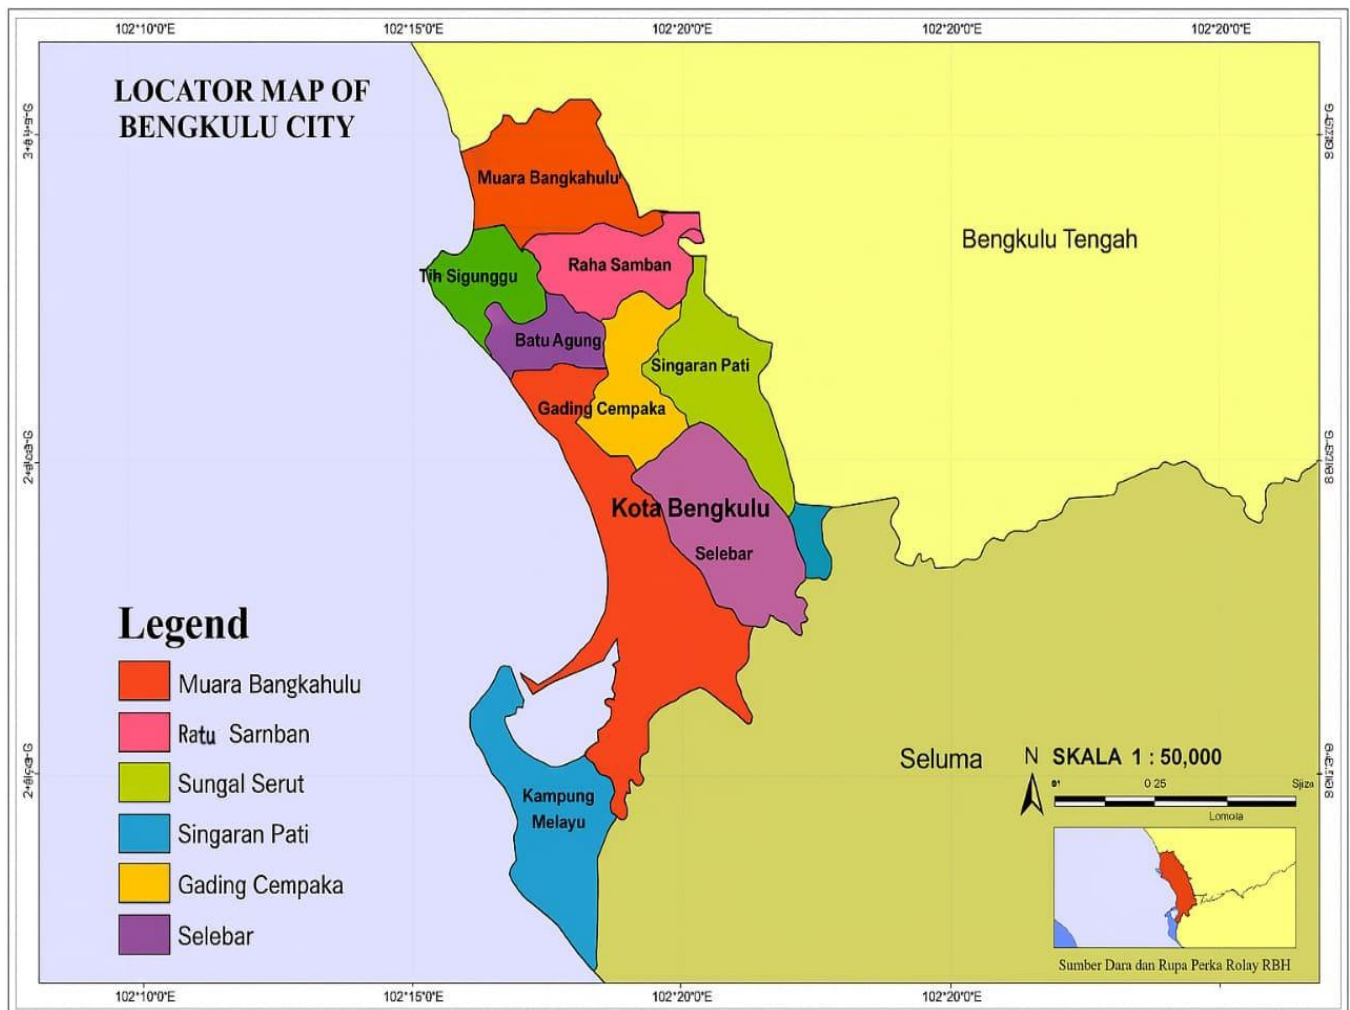 102°10'0"E 102°15'0"E 102°20'0"E 102°20'0"E 102°20'0"E
LOCATOR MAP OF
BENGKULU CITY
Muara Bangkahulu
Bengkulu Tengah
Raha Samban
Tih Sigunggu
Batu Agung
Singaran Pati
Gading Cempaka
Kota Bengkulu
Selebar
Legend
Muara Bangkahulu
Ratu Sarnban
Sungal Serut
Singaran Pati
Gading Cempaka
Selebar
Seluma
N SKALA 1 : 50,000
0 25 Sjiza
Lomola
Kampung
Melayu
Sumber Dara dan Rupa Perka Rolay RBH
102°10'0"E 102°15'0"E 102°20'0"E 102°20'0"E 102°20'0"E